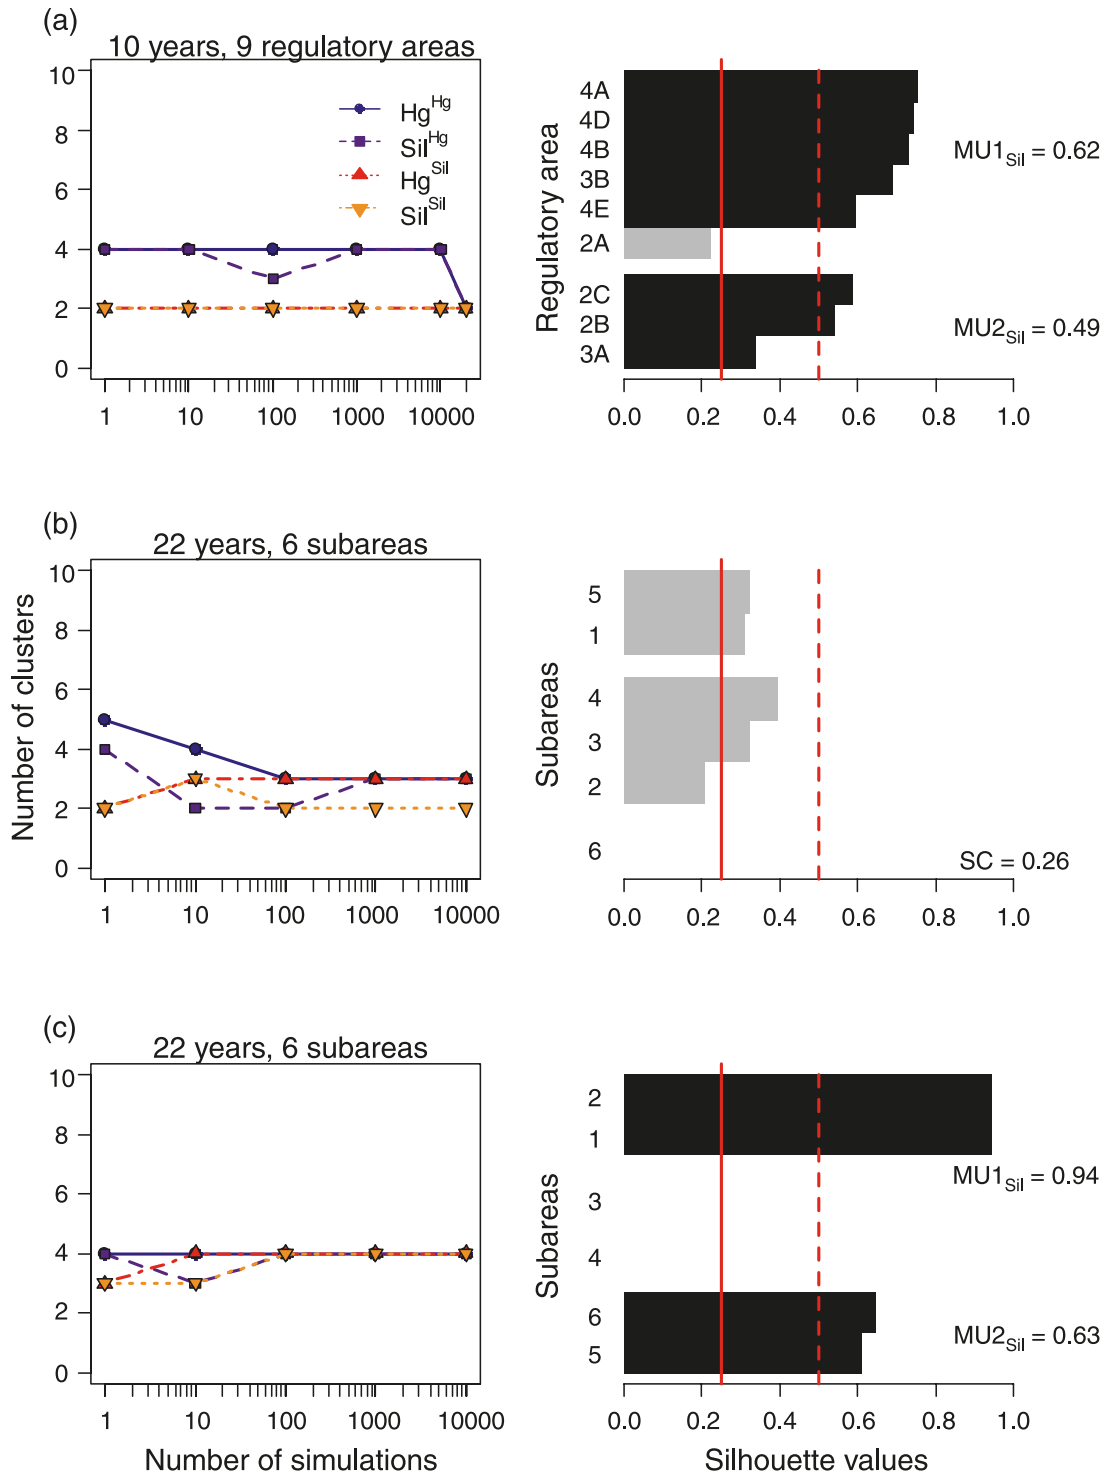 (a)
10 years, 9 regulatory areas
10
8
6
4
2
0
Hg^Hg
Sil^Hg
Hg^Sil
Sil^Sil
1 10 100 1000 10000
Regulatory area
4A
4D
4B
3B
4E
2A
2C
2B
3A
MU1_Sil = 0.62
MU2_Sil = 0.49
0.0 0.2 0.4 0.6 0.8 1.0
(b)
22 years, 6 subareas
Number of clusters
10
8
6
4
2
0
1 10 100 1000 10000
Subareas
5
1
4
3
2
6
SC = 0.26
0.0 0.2 0.4 0.6 0.8 1.0
(c)
22 years, 6 subareas
10
8
6
4
2
0
1 10 100 1000 10000
Number of simulations
Subareas
2
1
3
4
6
5
MU1_Sil = 0.94
MU2_Sil = 0.63
0.0 0.2 0.4 0.6 0.8 1.0
Silhouette values